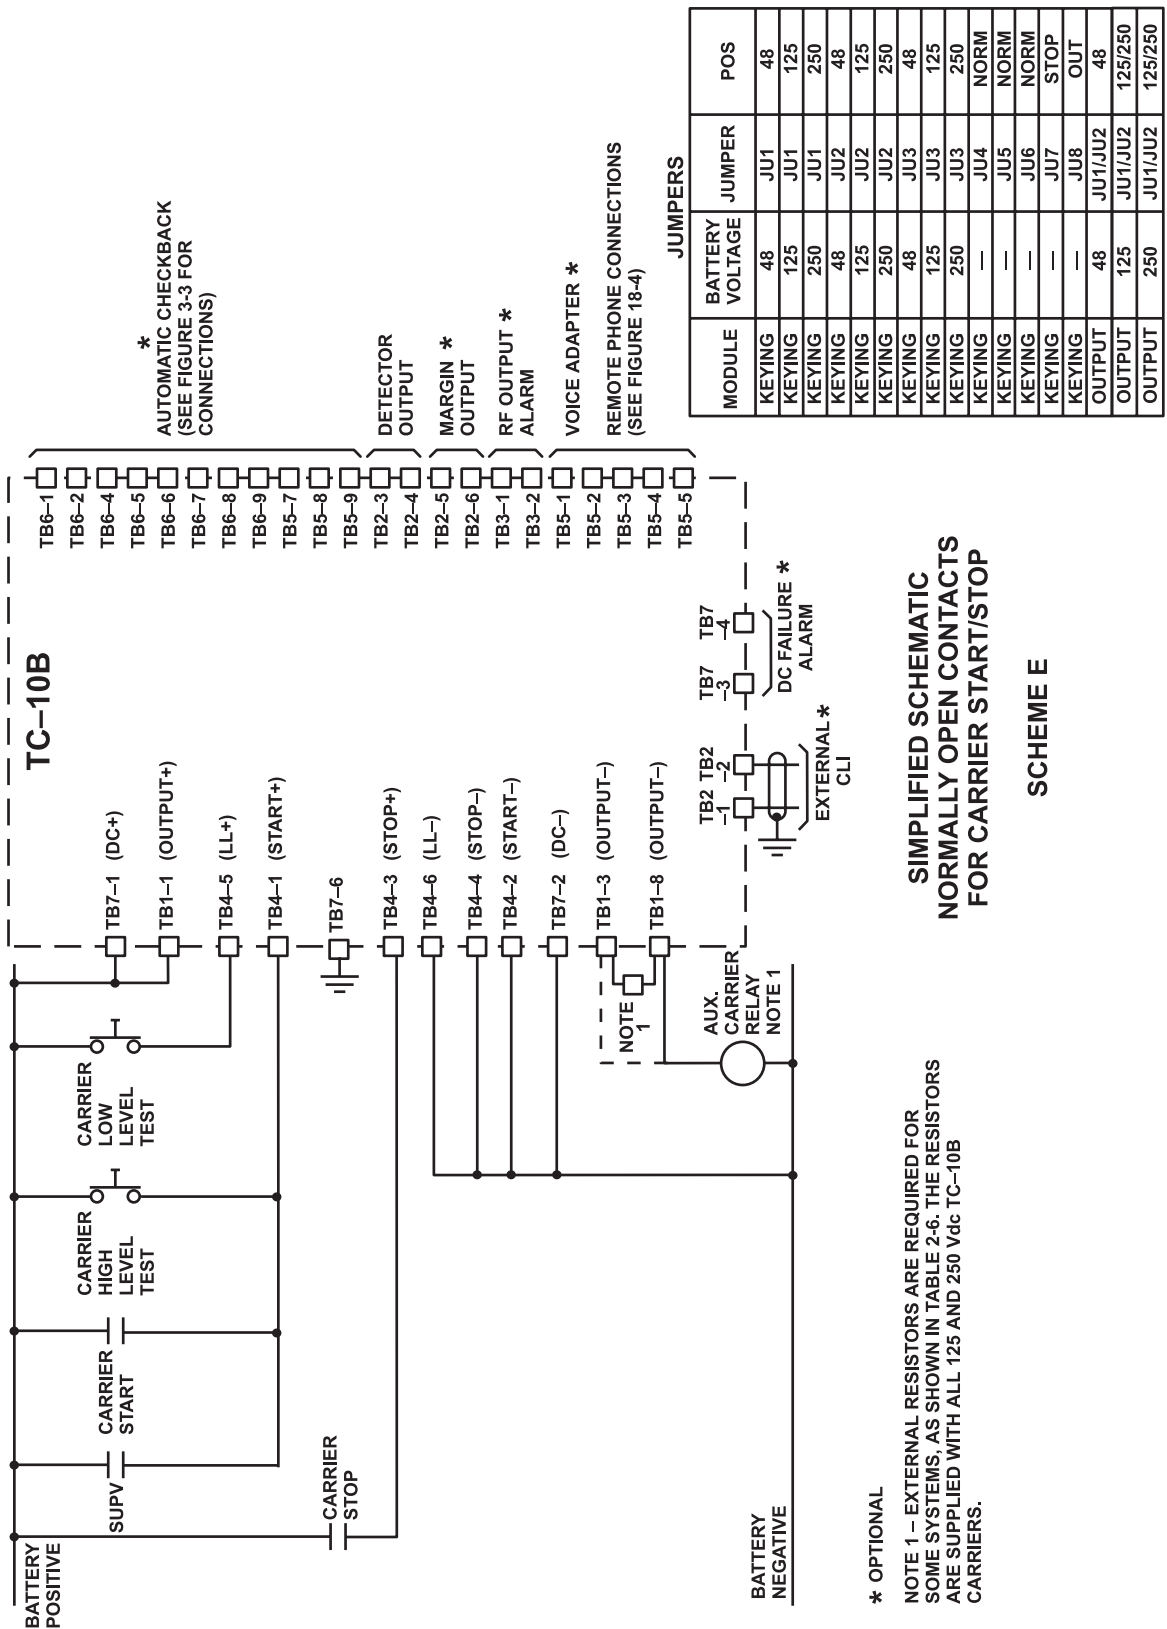 BATTERY
POSITIVE
SUPV
CARRIER
START
CARRIER
HIGH
LEVEL
TEST
CARRIER
LOW
LEVEL
TEST
CARRIER
STOP
TC–10B
TB7–1 (DC+)
TB1–1 (OUTPUT+)
TB4–5 (LL+)
TB4–1 (START+)
TB7–6
TB4–3 (STOP+)
TB4–6 (LL–)
TB4–4 (STOP–)
TB4–2 (START–)
TB7–2 (DC–)
TB1–3 (OUTPUT–)
TB1–8 (OUTPUT–)
NOTE
1
AUX.
CARRIER
RELAY
NOTE 1
BATTERY
NEGATIVE
TB6–1
TB6–2
TB6–4
TB6–5
TB6–6
TB6–7
TB6–8
TB6–9
TB5–7
TB5–8
TB5–9
TB2–3
TB2–4
TB2–5
TB2–6
TB3–1
TB3–2
TB5–1
TB5–2
TB5–3
TB5–4
TB5–5
*
AUTOMATIC CHECKBACK
(SEE FIGURE 3-3 FOR
CONNECTIONS)
DETECTOR
OUTPUT
MARGIN *
OUTPUT
RF OUTPUT *
ALARM
VOICE ADAPTER *
REMOTE PHONE CONNECTIONS
(SEE FIGURE 18-4)
TB2
–1
TB2
–2
TB7
–3
TB7
–4
EXTERNAL *
CLI
DC FAILURE *
ALARM
JUMPERS
MODULE BATTERY VOLTAGE JUMPER POS
KEYING 48 JU1 48
KEYING 125 JU1 125
KEYING 250 JU1 250
KEYING 48 JU2 48
KEYING 125 JU2 125
KEYING 250 JU2 250
KEYING 48 JU3 48
KEYING 125 JU3 125
KEYING 250 JU3 250
KEYING — JU4 NORM
KEYING — JU5 NORM
KEYING — JU6 NORM
KEYING — JU7 STOP
KEYING — JU8 OUT
OUTPUT 48 JU1/JU2 48
OUTPUT 125 JU1/JU2 125/250
OUTPUT 250 JU1/JU2 125/250
* OPTIONAL
NOTE 1 – EXTERNAL RESISTORS ARE REQUIRED FOR
SOME SYSTEMS, AS SHOWN IN TABLE 2-6. THE RESISTORS
ARE SUPPLIED WITH ALL 125 AND 250 Vdc TC–10B
CARRIERS.
SIMPLIFIED SCHEMATIC
NORMALLY OPEN CONTACTS
FOR CARRIER START/STOP
SCHEME E